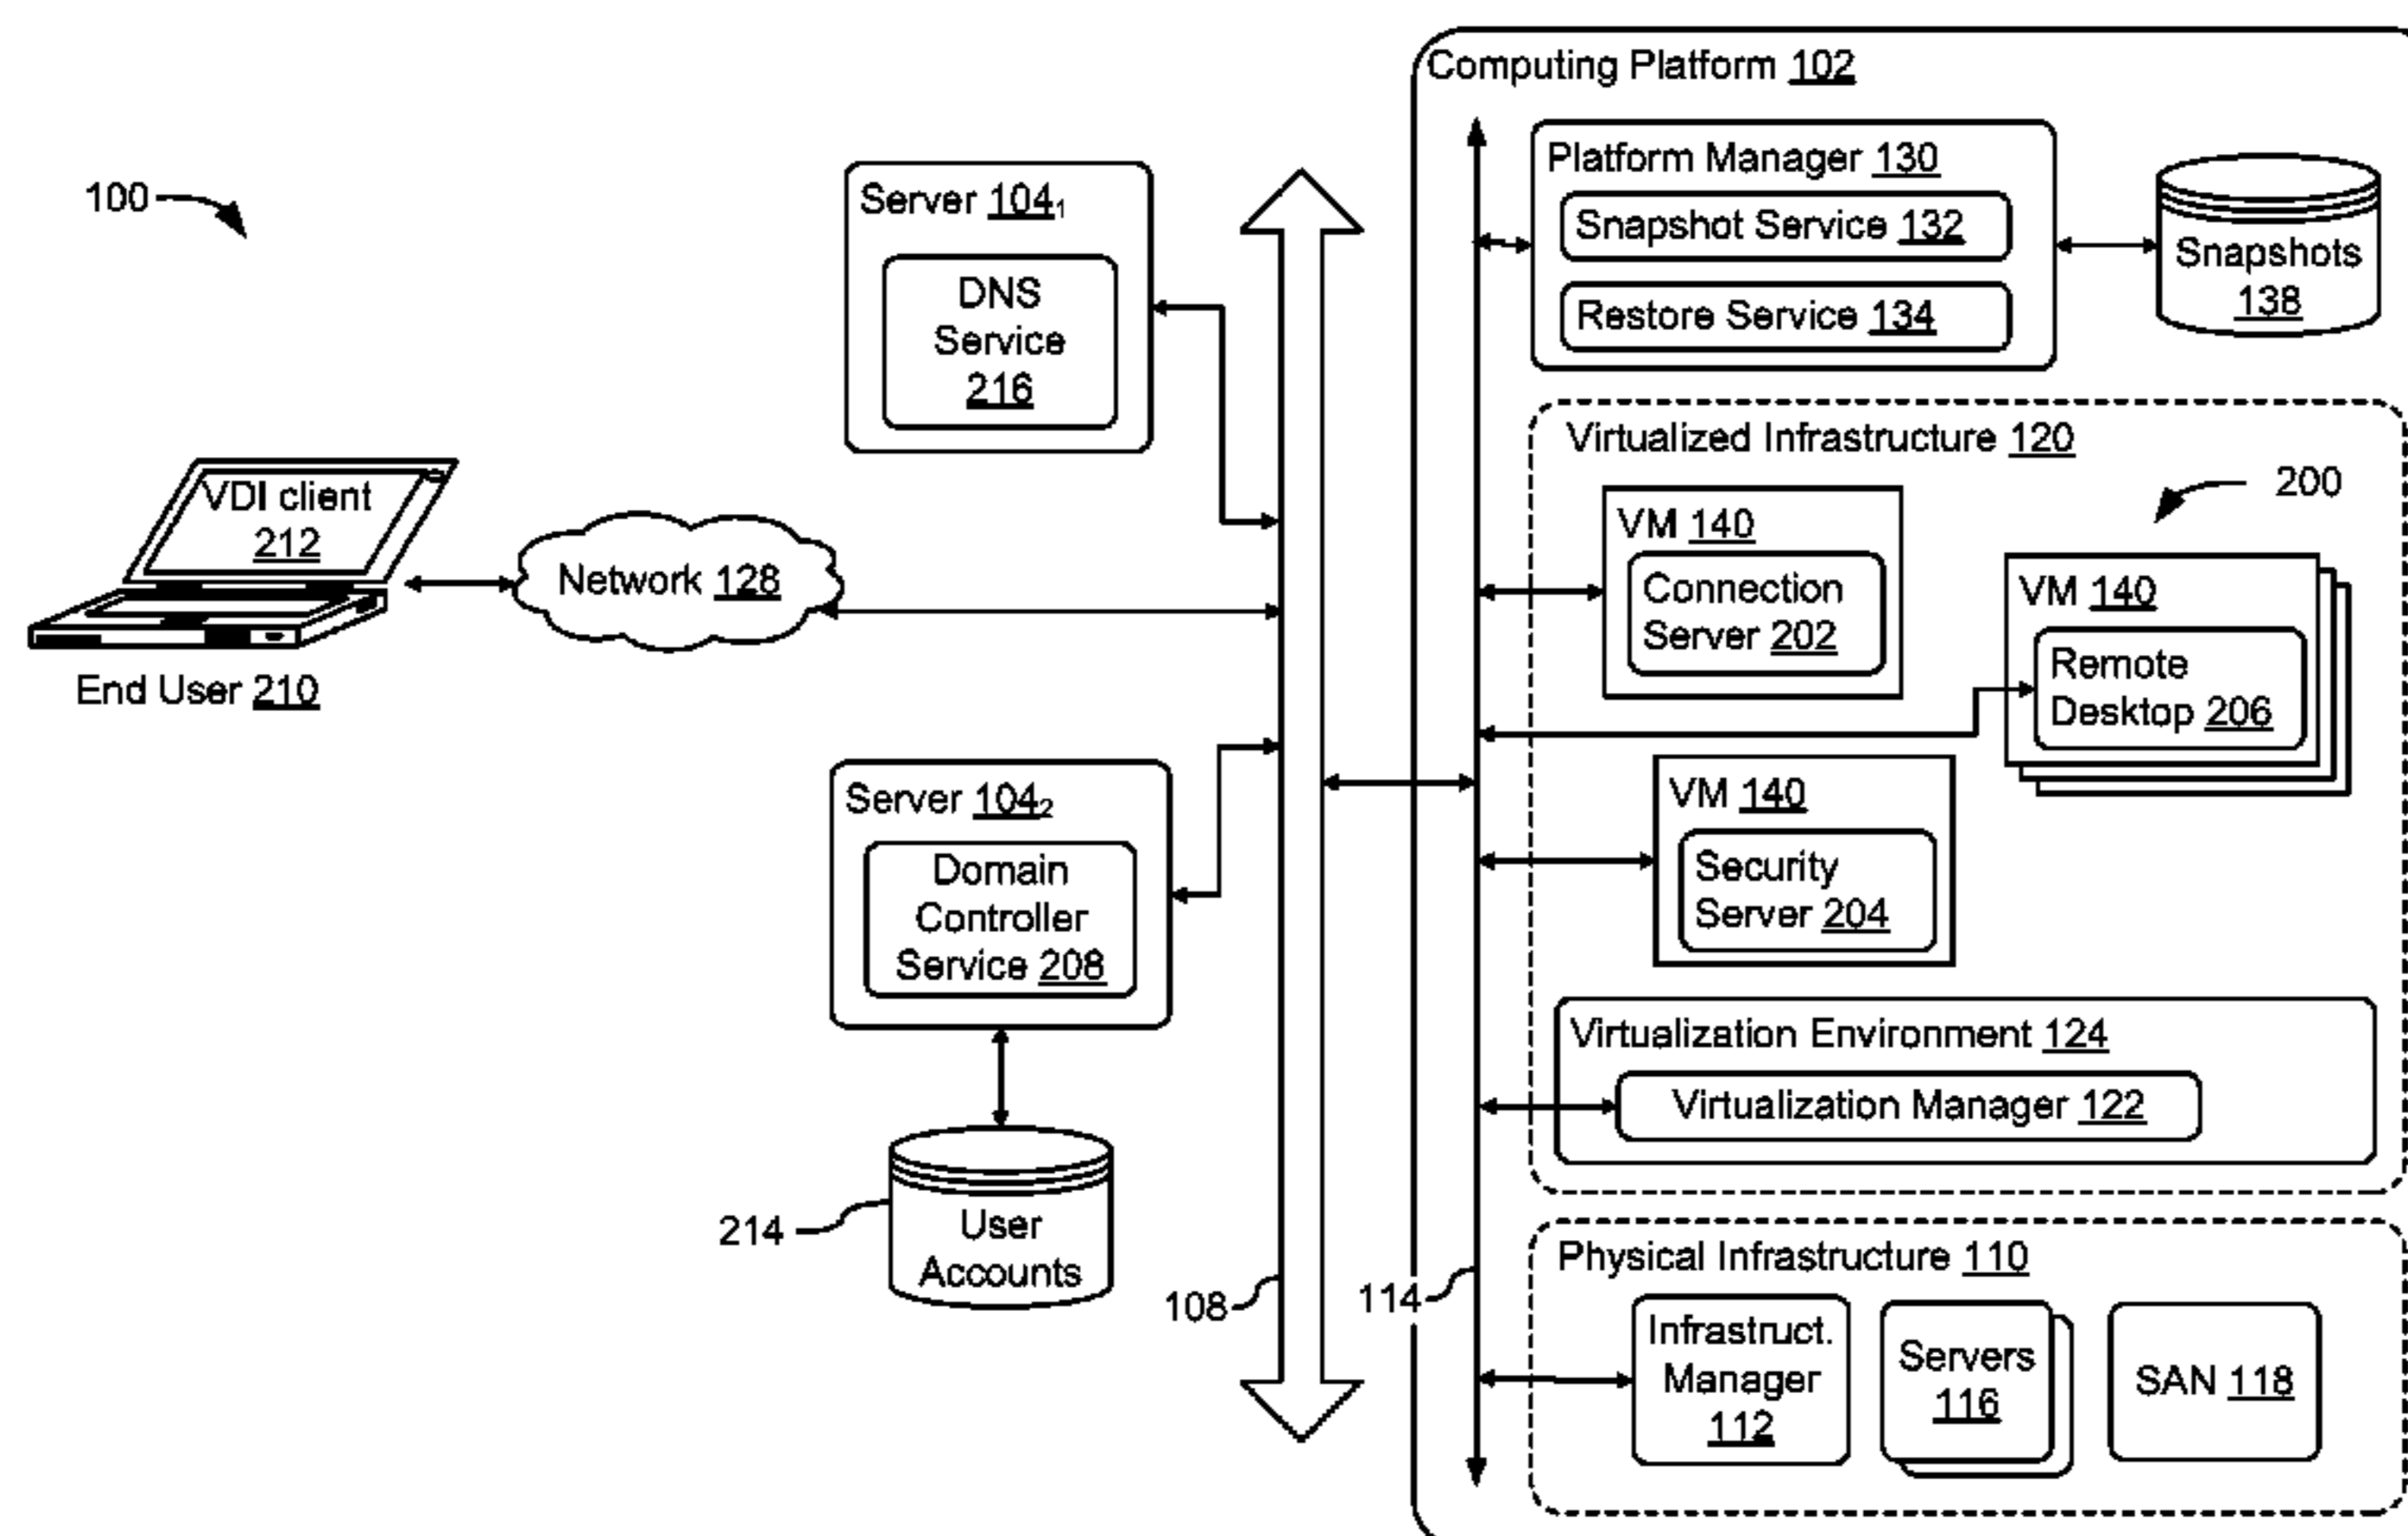 100
VDI client
212
End User 210
Network 128
Server 104₁
DNS
Service
216
Server 104₂
Domain
Controller
Service 208
214
User
Accounts
108
114
Computing Platform 102
Platform Manager 130
Snapshot Service 132
Restore Service 134
Snapshots
138
Virtualized Infrastructure 120
200
VM 140
Connection
Server 202
VM 140
Remote
Desktop 206
VM 140
Security
Server 204
Virtualization Environment 124
Virtualization Manager 122
Physical Infrastructure 110
Infrastruct.
Manager
112
Servers
116
SAN 118